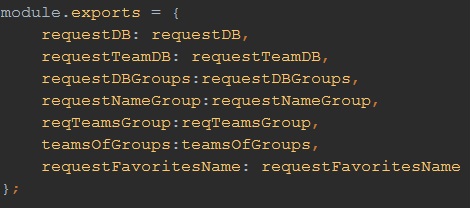 module.exports = {
    requestDB: requestDB,
    requestTeamDB: requestTeamDB,
    requestDBGroups:requestDBGroups,
    requestNameGroup:requestNameGroup,
    reqTeamsGroup:reqTeamsGroup,
    teamsOfGroups:teamsOfGroups,
    requestFavoritesName: requestFavoritesName
};